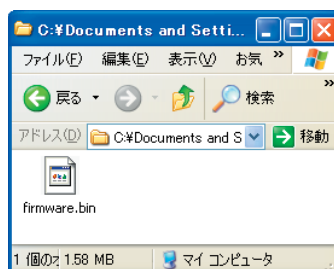 C:¥Documents and Setti...
ファイル(F) 編集(E) 表示(V) お気 »
戻る 検索 »
アドレス(D) C:¥Documents and S 移動
firmware.bin
1 個のオ 1.58 MB マイ コンピュータ